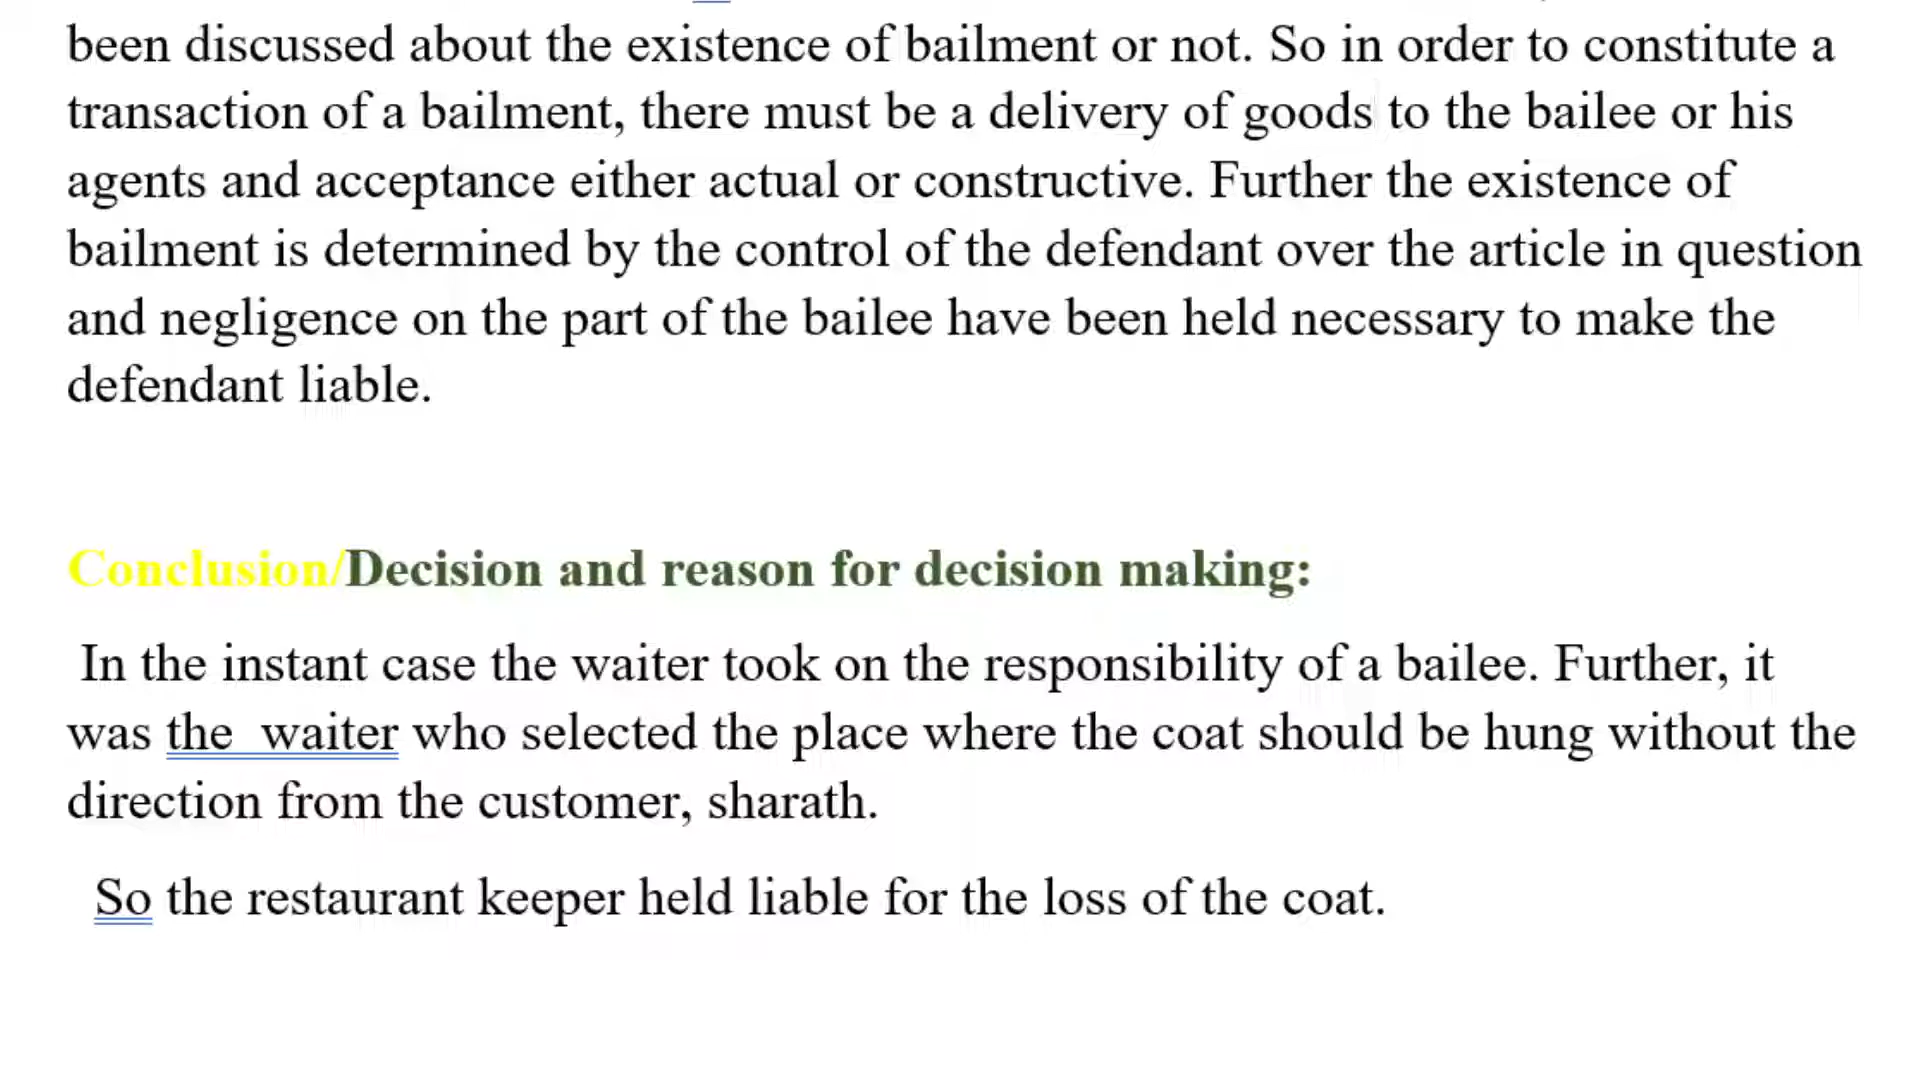 been discussed about the existence of bailment or not. So in order to constitute a
transaction of a bailment, there must be a delivery of goods to the bailee or his
agents and acceptance either actual or constructive. Further the existence of
bailment is determined by the control of the defendant over the article in question
and negligence on the part of the bailee have been held necessary to make the
defendant liable.
Conclusion/Decision and reason for decision making:
In the instant case the waiter took on the responsibility of a bailee. Further, it
was the  waiter who selected the place where the coat should be hung without the
direction from the customer, sharath.
So the restaurant keeper held liable for the loss of the coat.